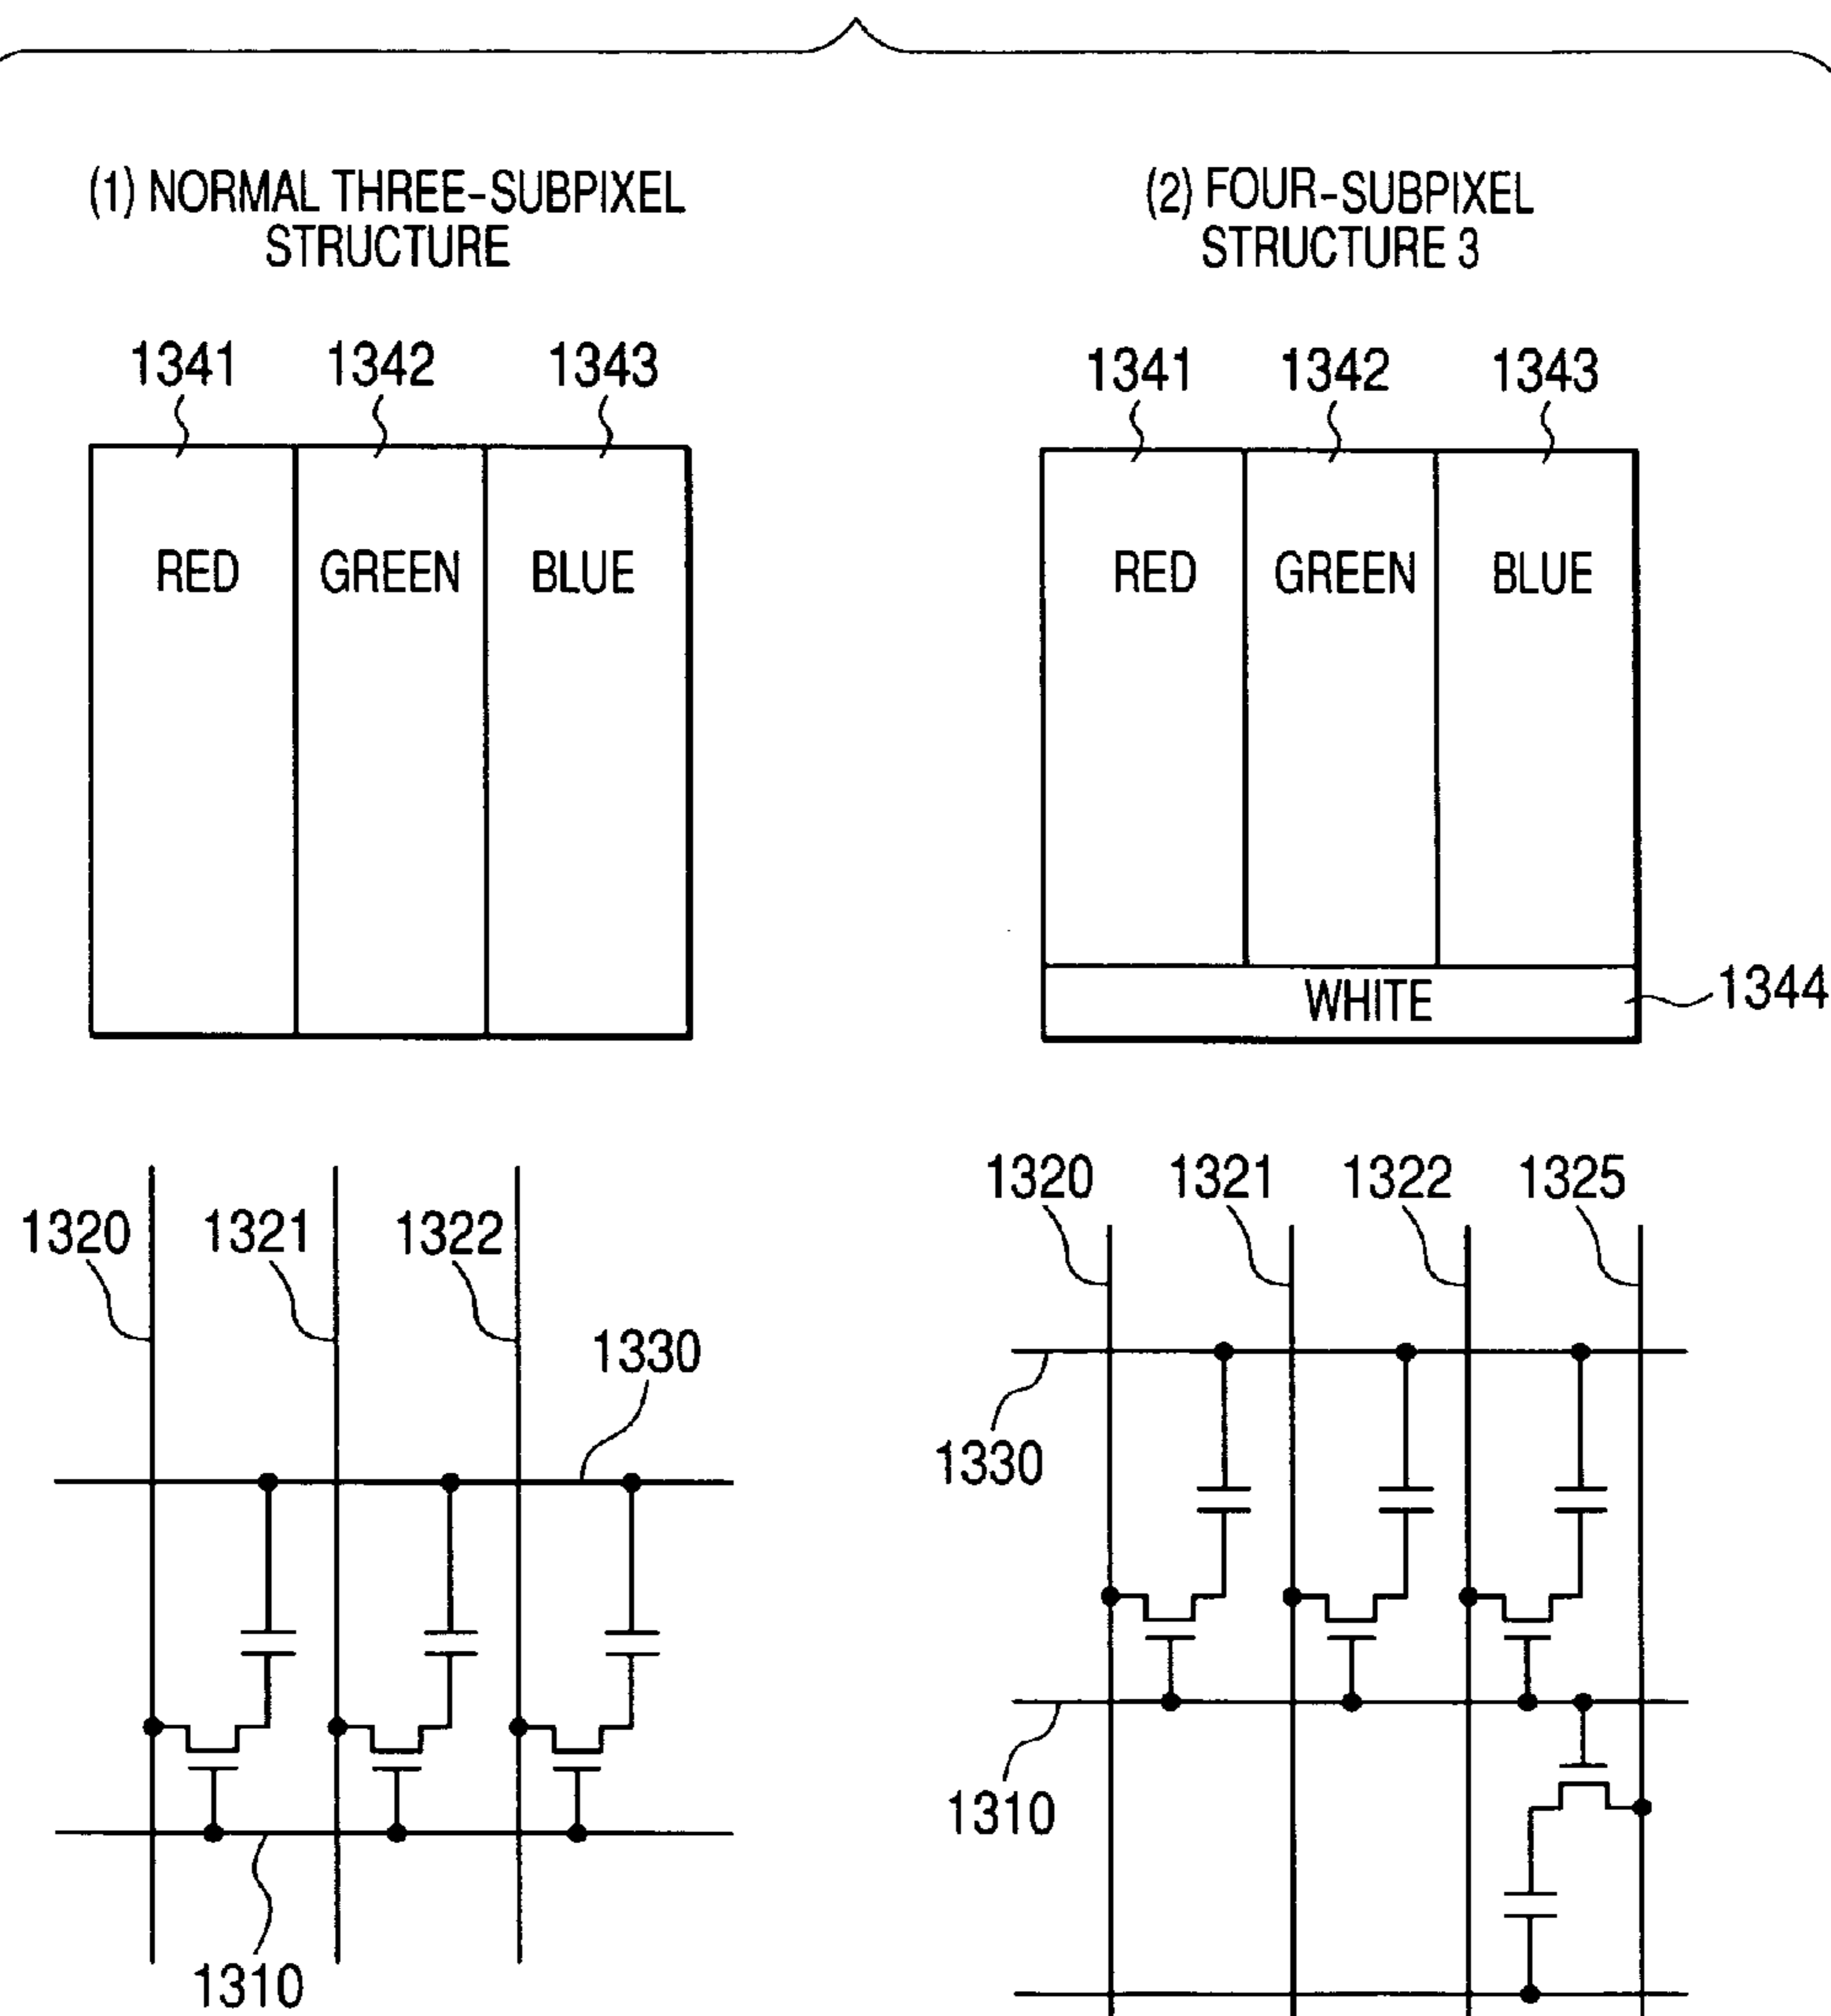 (1) NORMAL THREE-SUBPIXEL
STRUCTURE
1341 1342 1343
RED GREEN BLUE
1320 1321 1322
1330
1310
(2) FOUR-SUBPIXEL
STRUCTURE 3
1341 1342 1343
RED GREEN BLUE
WHITE 1344
1320 1321 1322 1325
1330
1310